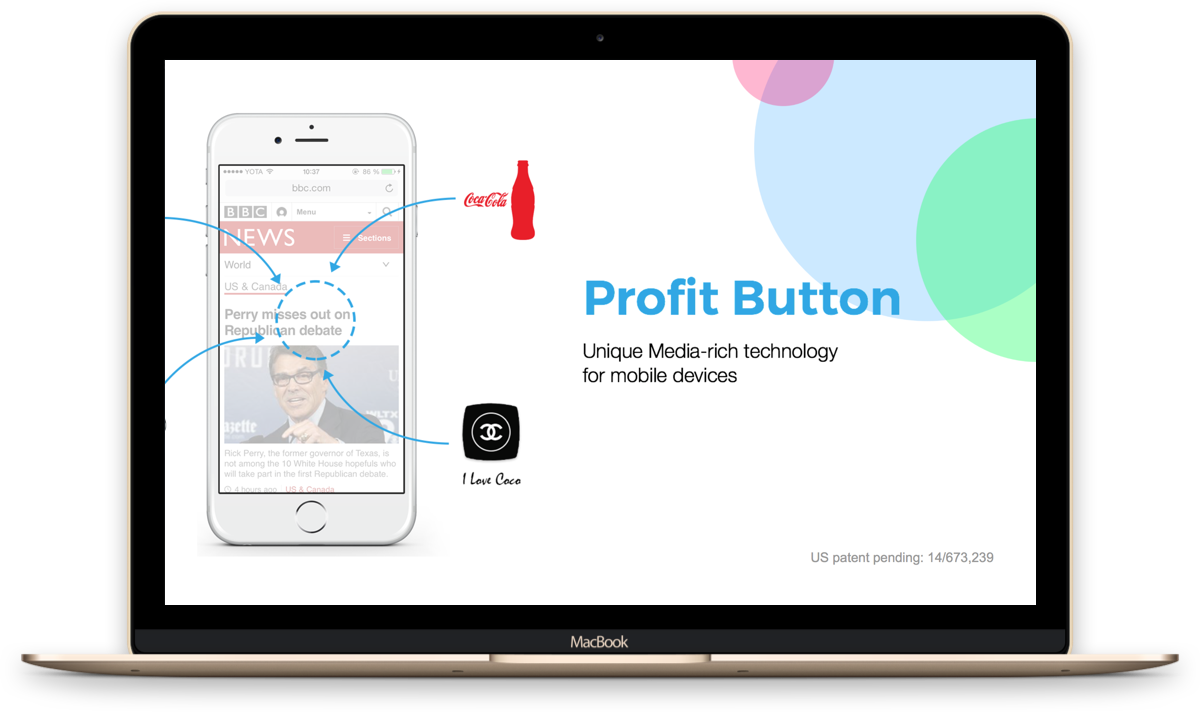 YOTA
10:37
86 %
bbc.com
BBC
Menu
NEWS
Sections
World
US & Canada
Perry misses out on
Republican debate
Rick Perry, the former governor of Texas, is
not among the 10 White House hopefuls who
will take part in the first Republican debate.
4 hours ago
US & Canada
Coca-Cola
I Love Coco
Profit Button
Unique Media-rich technology
for mobile devices
US patent pending: 14/673,239
MacBook